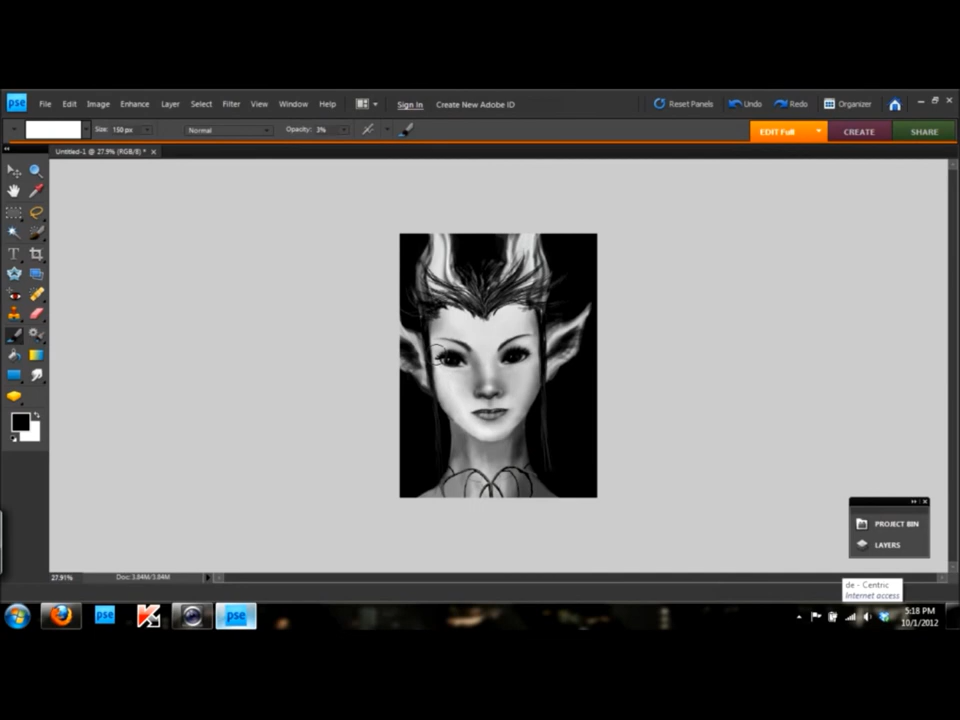 pse File Edit Image Enhance Layer Select Filter View Window Help Sign In Create New Adobe ID Reset Panels Undo Redo Organizer
Size: 150 px Normal Opacity: 3% EDIT Full CREATE SHARE
Untitled-1 @ 27.9% (RGB/8) *
T
PROJECT BIN
LAYERS
27.91% Doc: 3.84M/3.84M
de - Centric
Internet access
pse pse
5:18 PM
10/1/2012